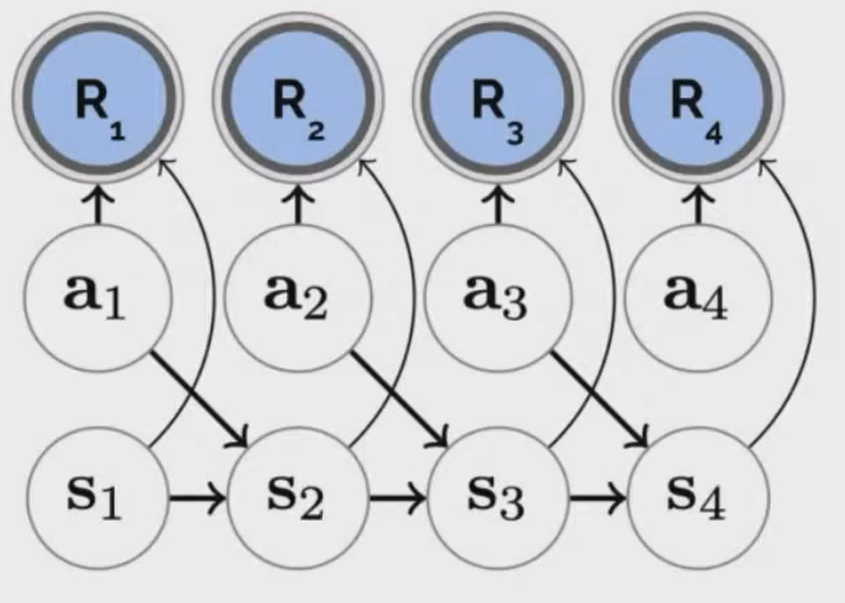 R₁ R₂ R₃ R₄
a₁ a₂ a₃ a₄
s₁ s₂ s₃ s₄